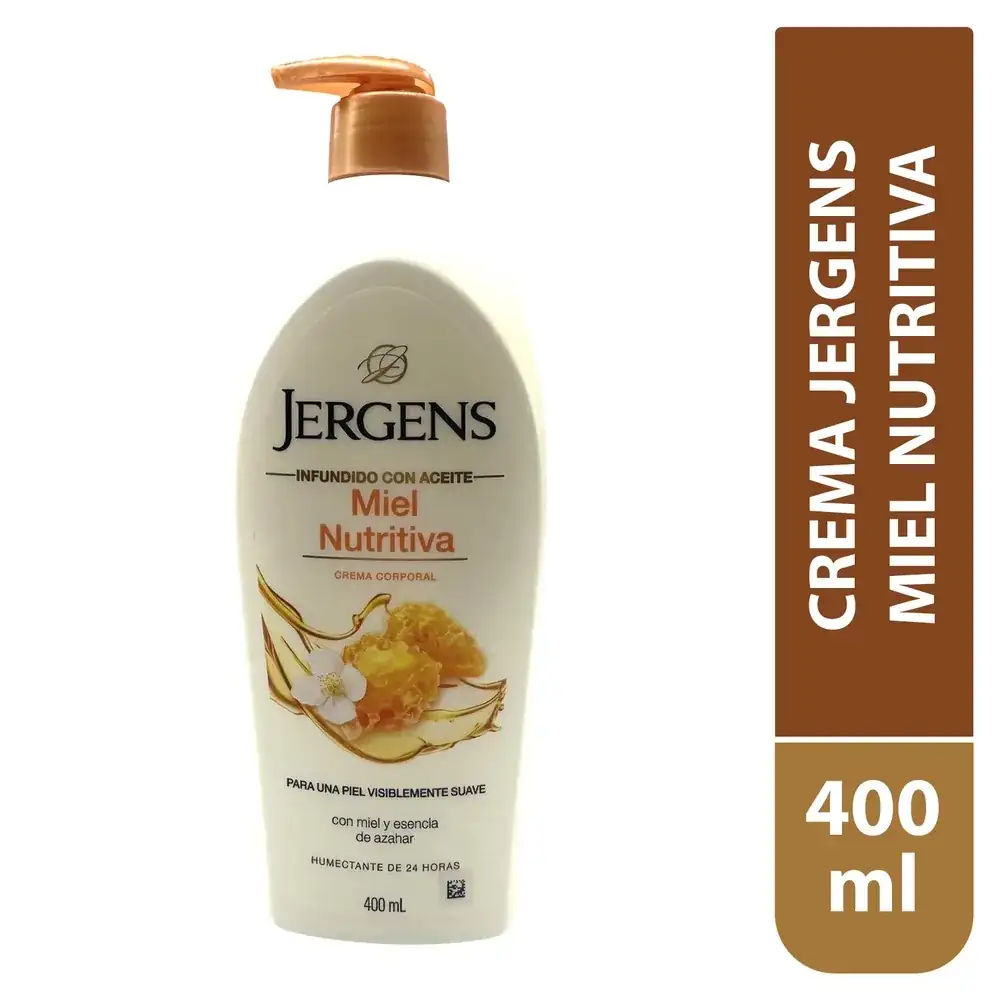 JERGENS
INFUNDIDO CON ACEITE
Miel
Nutritiva
CREMA CORPORAL
PARA UNA PIEL VISIBLEMENTE SUAVE
con miel y esencia
de azahar
HUMECTANTE DE 24 HORAS
400 mL
CREMA JERGENS
MIEL NUTRITIVA
400
ml